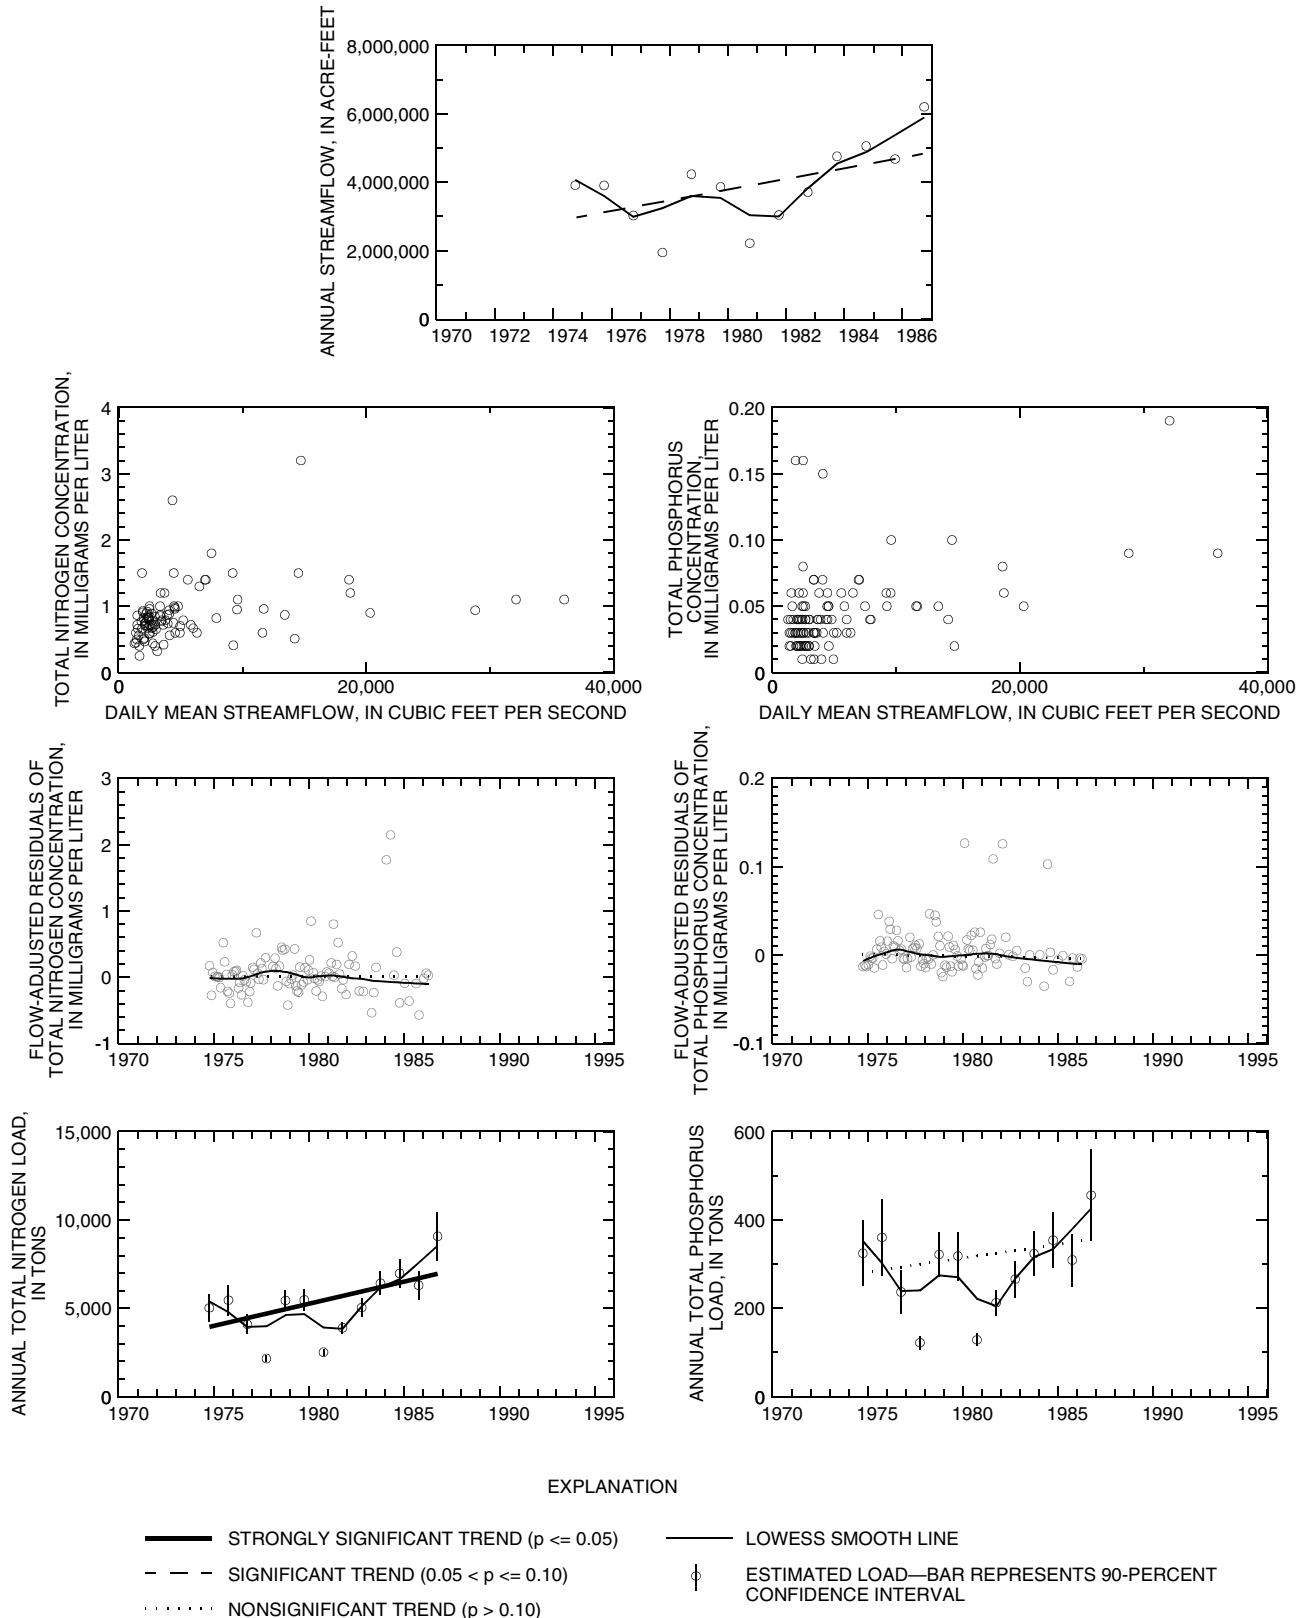 ANNUAL STREAMFLOW, IN ACRE-FEET
8,000,000
6,000,000
4,000,000
2,000,000
0
1970 1972 1974 1976 1978 1980 1982 1984 1986
TOTAL NITROGEN CONCENTRATION,
IN MILLIGRAMS PER LITER
4
3
2
1
0
0 20,000 40,000
DAILY MEAN STREAMFLOW, IN CUBIC FEET PER SECOND
TOTAL PHOSPHORUS
CONCENTRATION,
IN MILLIGRAMS PER LITER
0.20
0.15
0.10
0.05
0
0 20,000 40,000
DAILY MEAN STREAMFLOW, IN CUBIC FEET PER SECOND
FLOW-ADJUSTED RESIDUALS OF
TOTAL NITROGEN CONCENTRATION,
IN MILLIGRAMS PER LITER
3
2
1
0
-1
1970 1975 1980 1985 1990 1995
FLOW-ADJUSTED RESIDUALS OF
TOTAL PHOSPHORUS CONCENTRATION,
IN MILLIGRAMS PER LITER
0.2
0.1
0
-0.1
1970 1975 1980 1985 1990 1995
ANNUAL TOTAL NITROGEN LOAD,
IN TONS
15,000
10,000
5,000
0
1970 1975 1980 1985 1990 1995
ANNUAL TOTAL PHOSPHORUS
LOAD, IN TONS
600
400
200
0
1970 1975 1980 1985 1990 1995
EXPLANATION
STRONGLY SIGNIFICANT TREND (p <= 0.05)
SIGNIFICANT TREND (0.05 < p <= 0.10)
NONSIGNIFICANT TREND (p > 0.10)
LOWESS SMOOTH LINE
ESTIMATED LOAD—BAR REPRESENTS 90-PERCENT
CONFIDENCE INTERVAL